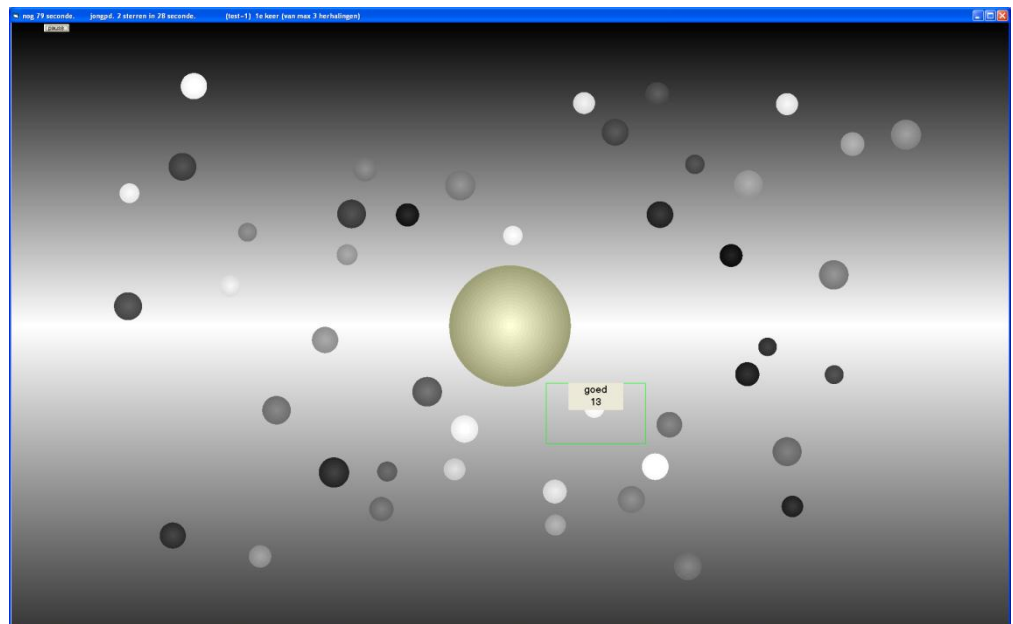 nog 79 seconde. jongpd. 2 sterren in 28 seconde. (test-1) 1e keer (van max 3 herhalingen)
pauze
goed
13